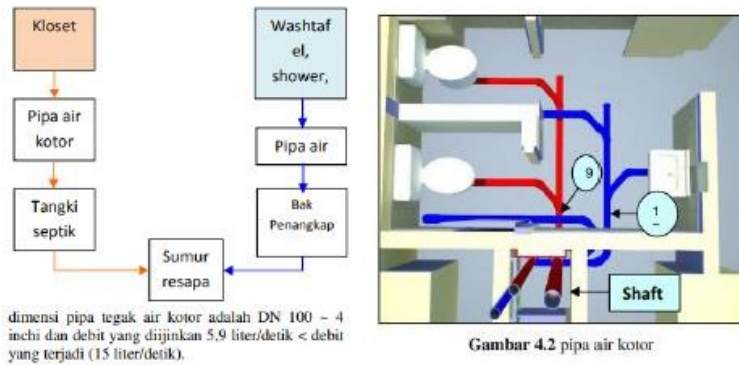 Kloset
Pipa air
kotor
Tangki
septik
Sumur
resapa
Washtaf
el,
shower,
Pipa air
Bak
Penangkap
dimensi pipa tegak air kotor adalah DN 100 ~ 4
inchi dan debit yang diijinkan 5,9 liter/detik < debit
yang terjadi (15 liter/detik).
9
1
Shaft
Gambar 4.2 pipa air kotor